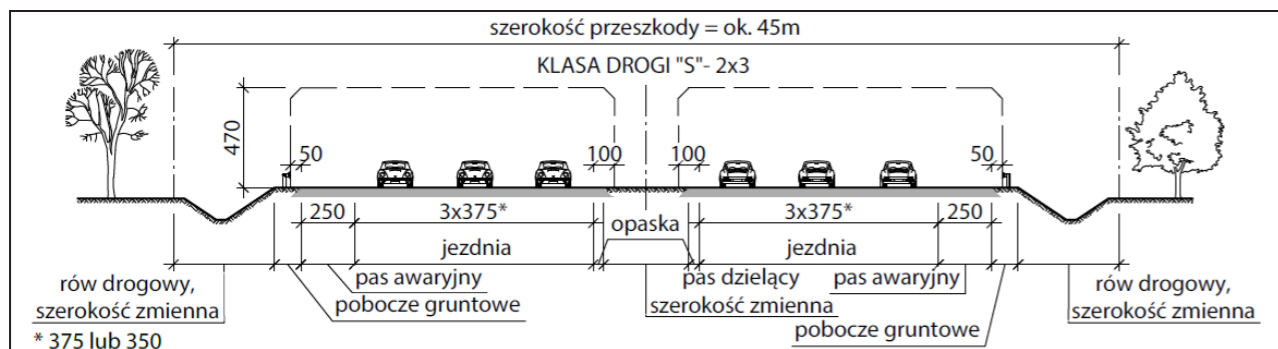 szerokość przeszkody = ok. 45m
KLASA DROGI "S"- 2x3
470
50
100
100
50
250
3x375*
opaska
3x375*
250
jezdnia
jezdnia
rów drogowy,
szerokość zmienna
pas awaryjny
pobocze gruntowe
pas dzielący
szerokość zmienna
pas awaryjny
pobocze gruntowe
rów drogowy,
szerokość zmienna
* 375 lub 350